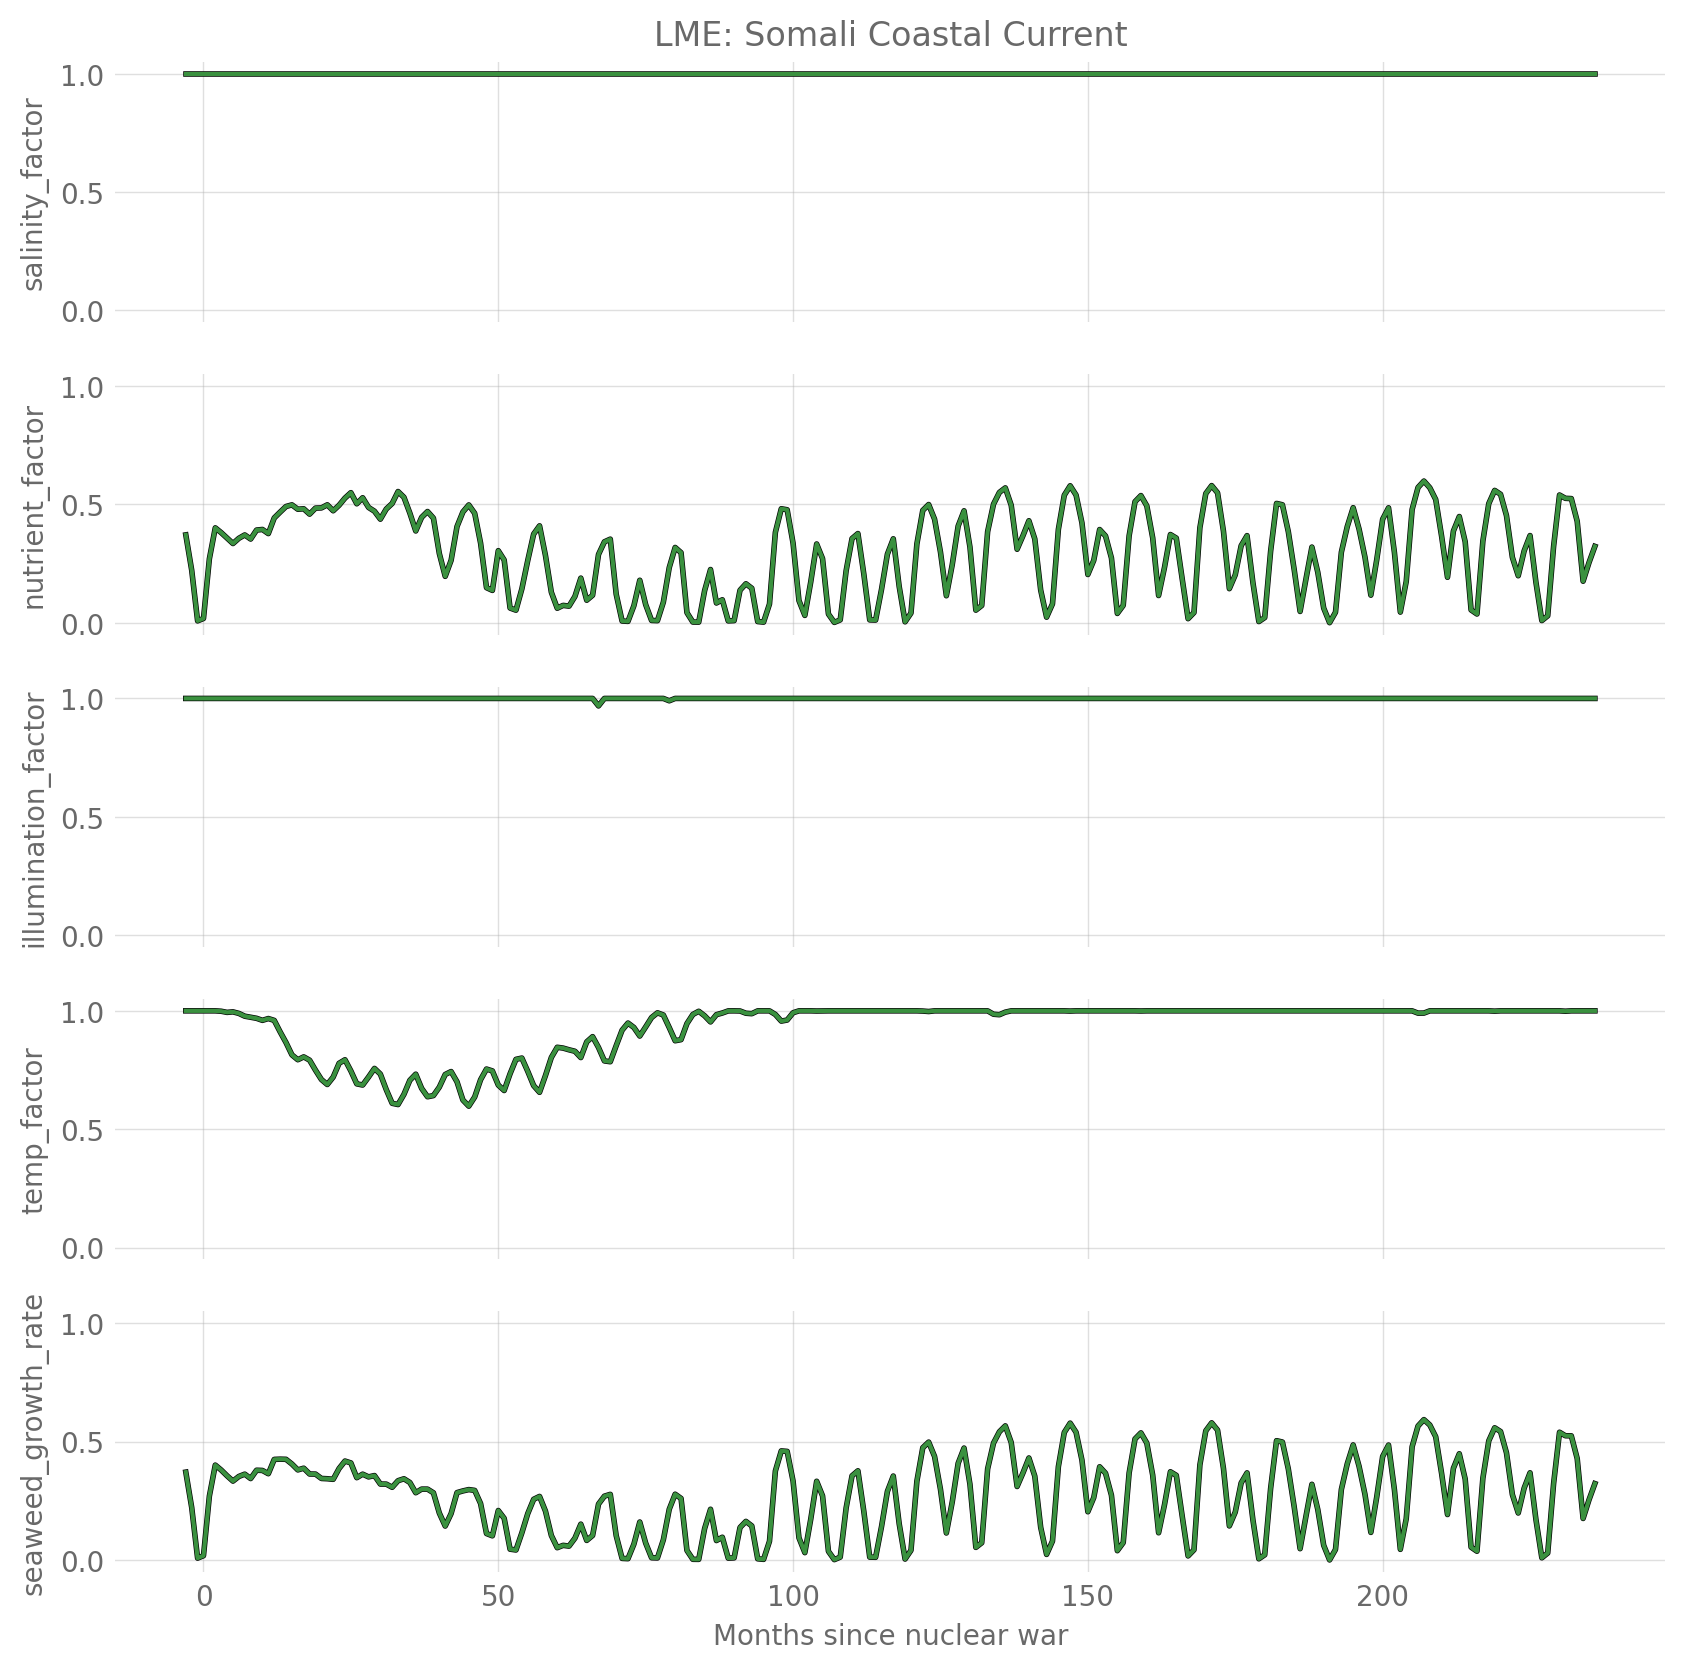 LME: Somali Coastal Current
salinity_factor
1.0
0.5
0.0
nutrient_factor
1.0
0.5
0.0
illumination_factor
1.0
0.5
0.0
temp_factor
1.0
0.5
0.0
seaweed_growth_rate
1.0
0.5
0.0
0 50 100 150 200
Months since nuclear war